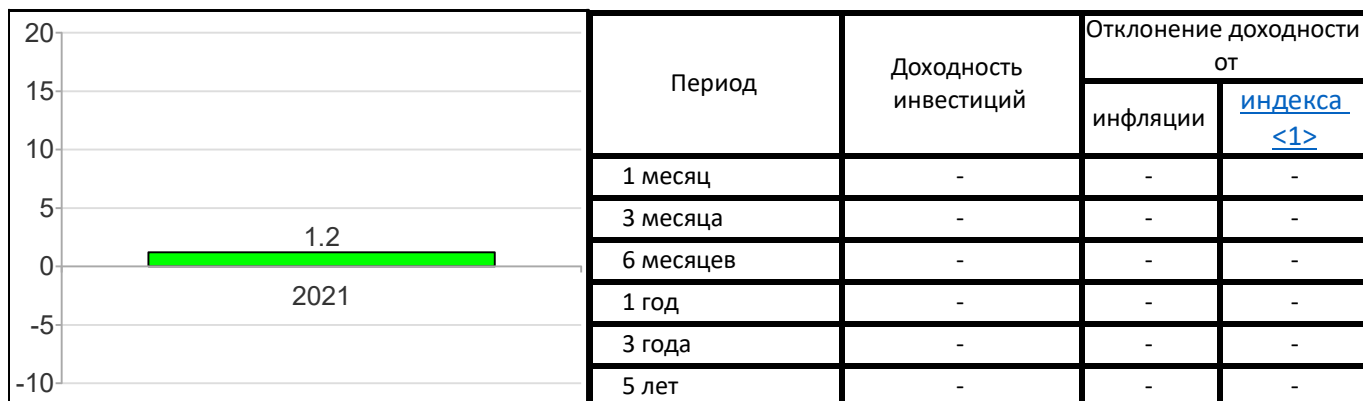 20
15
10
5
0
-5
-10
1.2
2021
Период
Доходность
инвестиций
Отклонение доходности
от
инфляции
индекса
<1>
1 месяц - - -
3 месяца - - -
6 месяцев - - -
1 год - - -
3 года - - -
5 лет - - -